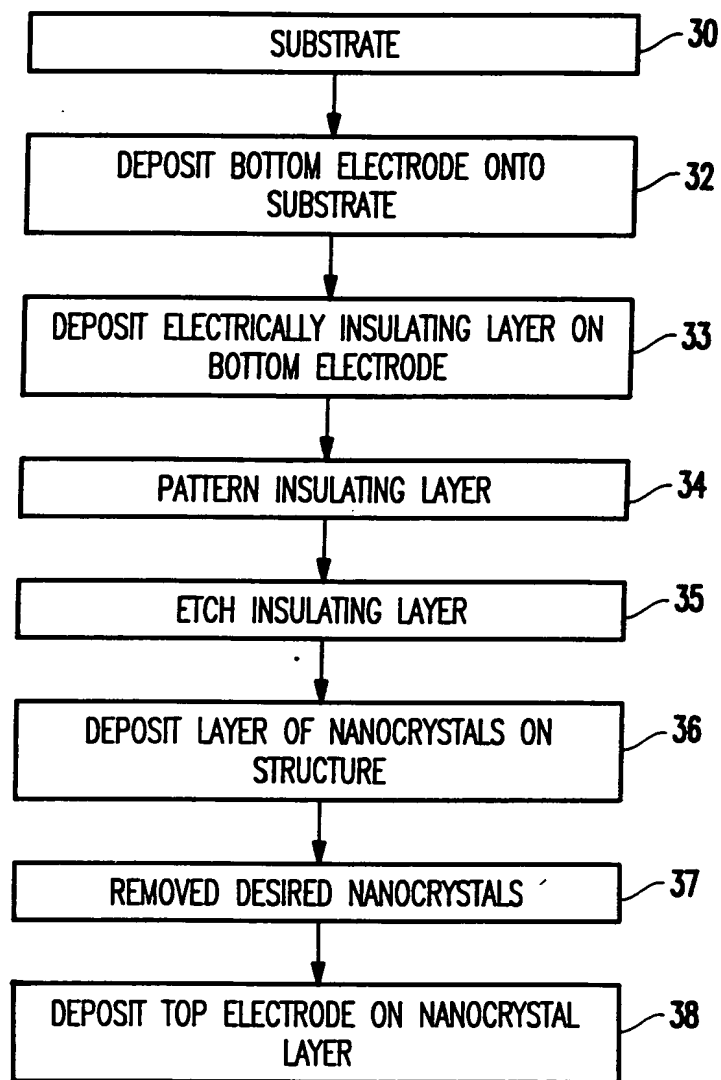 SUBSTRATE
30
DEPOSIT BOTTOM ELECTRODE ONTO
SUBSTRATE
32
DEPOSIT ELECTRICALLY INSULATING LAYER ON
BOTTOM ELECTRODE
33
PATTERN INSULATING LAYER
34
ETCH INSULATING LAYER
35
DEPOSIT LAYER OF NANOCRYSTALS ON
STRUCTURE
36
REMOVED DESIRED NANOCRYSTALS
37
DEPOSIT TOP ELECTRODE ON NANOCRYSTAL
LAYER
38